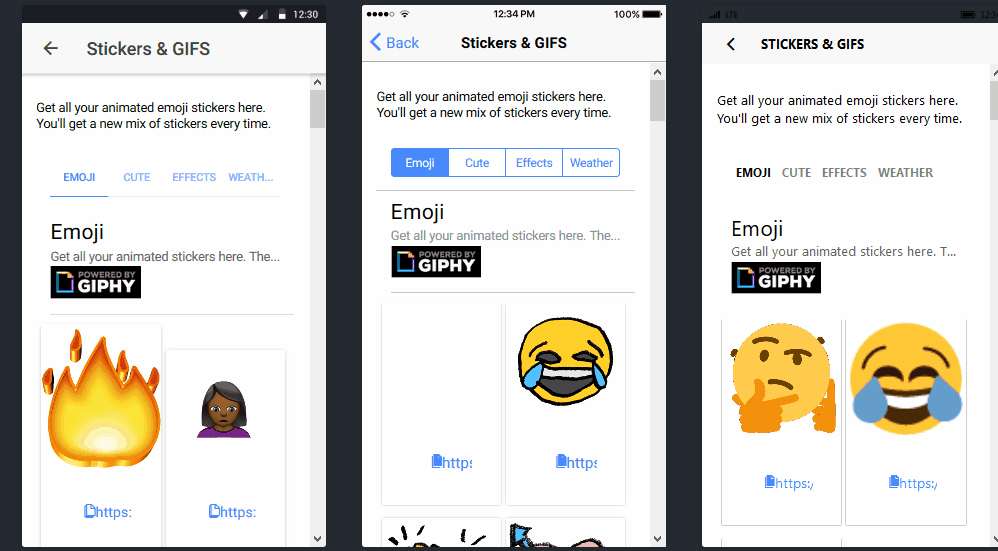 12:30
Stickers & GIFS
Get all your animated emoji stickers here.
You'll get a new mix of stickers every time.
EMOJI CUTE EFFECTS WEATH...
Emoji
Get all your animated stickers here. The...
POWERED BY
GIPHY
https: https:
12:34 PM 100%
Back Stickers & GIFS
Get all your animated emoji stickers here.
You'll get a new mix of stickers every time.
Emoji Cute Effects Weather
Emoji
Get all your animated stickers here. The...
POWERED BY
GIPHY
https https
LTE
STICKERS & GIFS
Get all your animated emoji stickers here.
You'll get a new mix of stickers every time.
EMOJI CUTE EFFECTS WEATHER
Emoji
Get all your animated stickers here. T...
POWERED BY
GIPHY
https:/ https:/